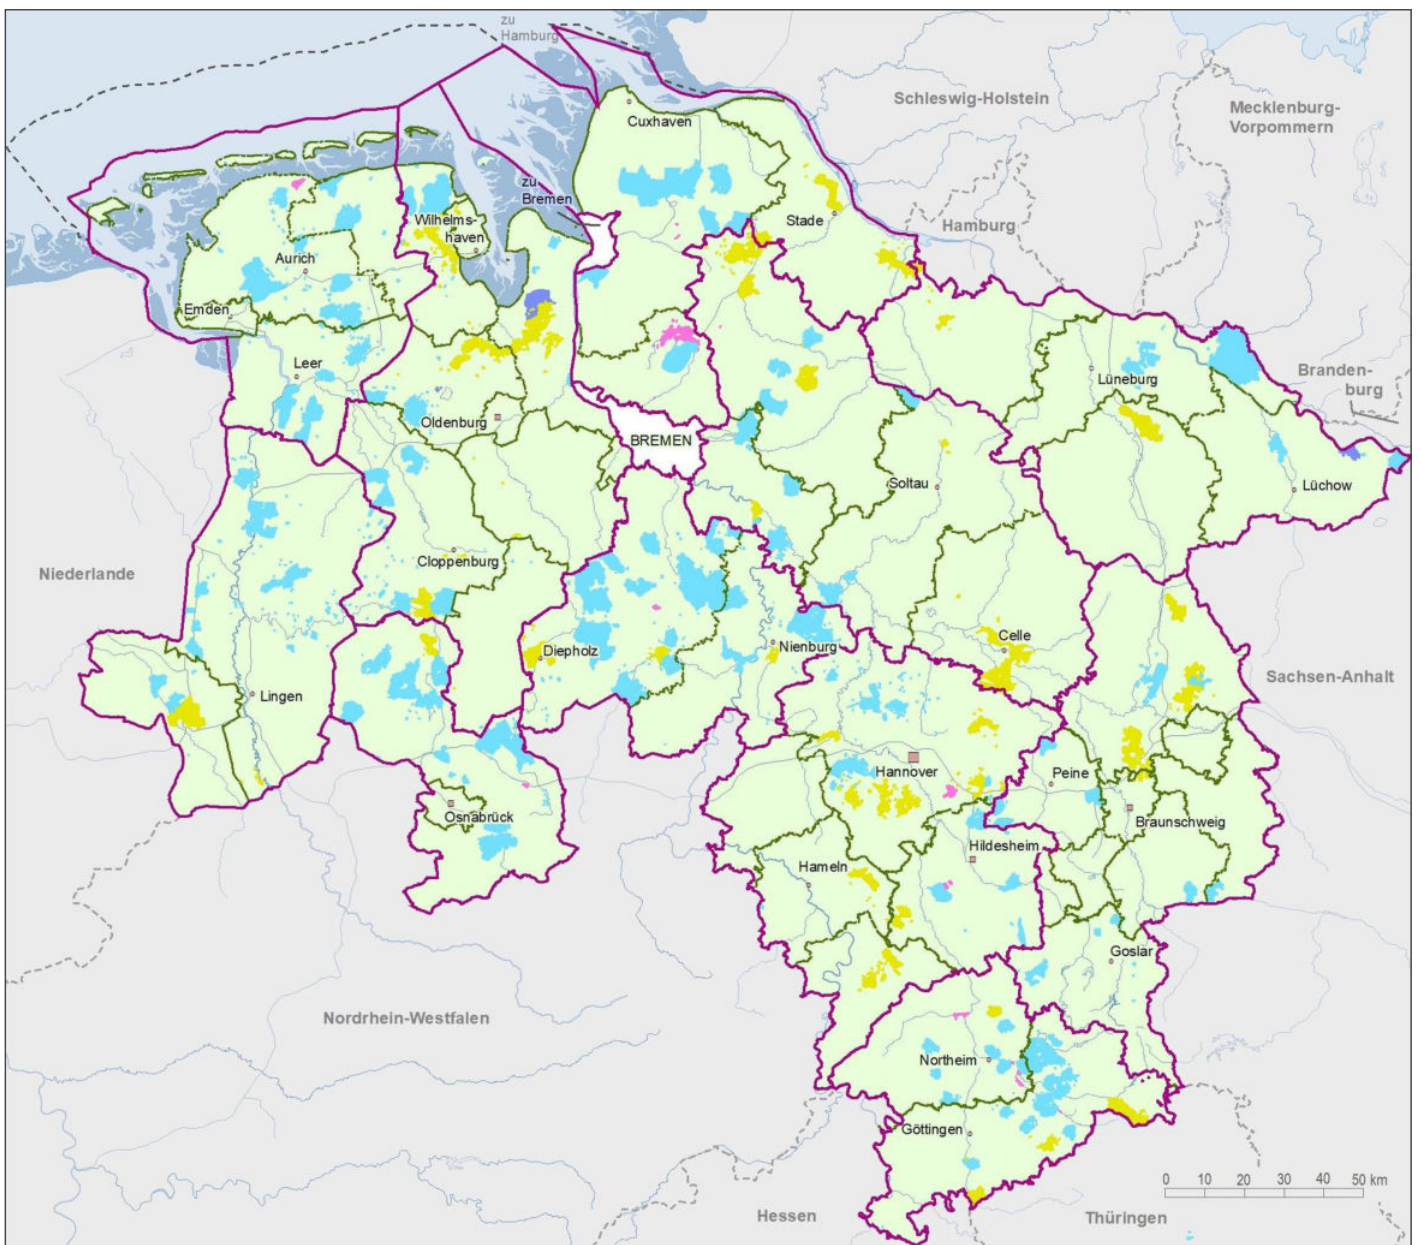 zu
Hamburg
Schleswig-Holstein
Mecklenburg-
Vorpommern
Cuxhaven
zu
Bremen
Stade
Hamburg
Wilhelms-
haven
Aurich
Emden
Leer
Lüneburg
Branden-
burg
Oldenburg
BREMEN
Soltau
Lüchow
Niederlande
Cloppenburg
Diepholz
Nienburg
Celle
Sachsen-Anhalt
Lingen
Hannover
Peine
Osnabrück
Braunschweig
Hildesheim
Hameln
Goslar
Nordrhein-Westfalen
Northeim
Göttingen
0 10 20 30 40 50 km
Hessen
Thüringen